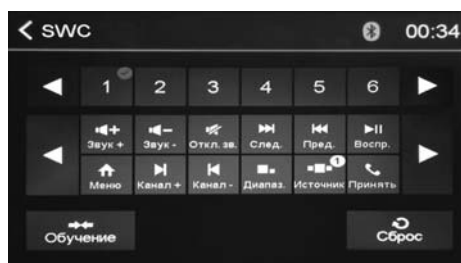 SWC 00:34
1 2 3 4 5 6
Звук + Звук - Откл. зв. След. Пред. Воспр.
1
Меню Канал + Канал - Диапаз. Источник Принять
Обучение Сброс